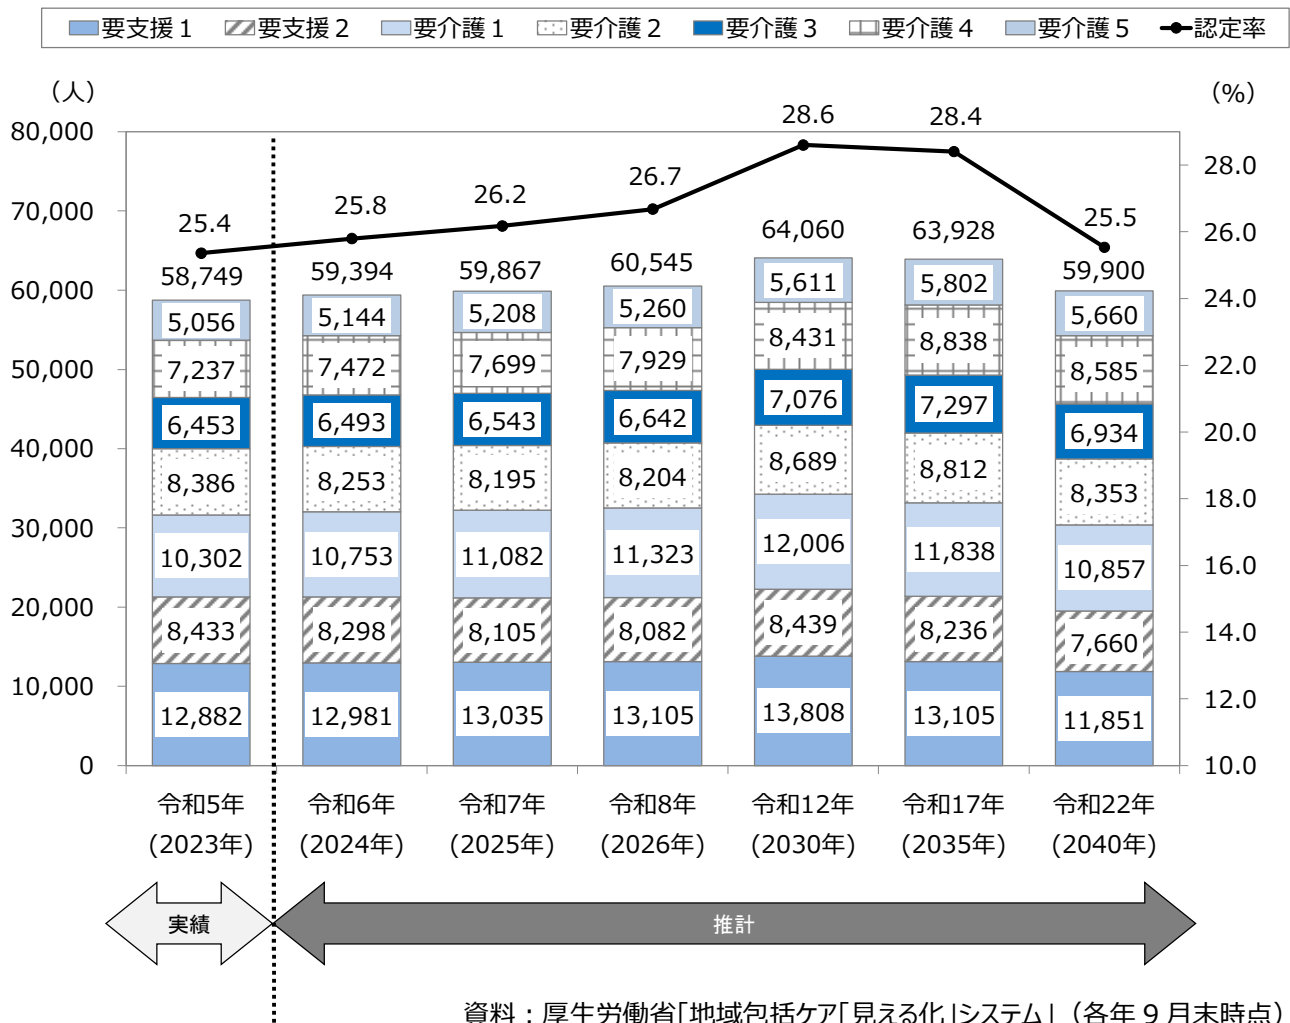 要支援1 要支援2 要介護1 要介護2 要介護3 要介護4 要介護5 認定率
（人） （%）
28.6 28.4
80,000
28.0
26.7
26.2
25.8
25.4 25.5
70,000
26.0
64,060 63,928
60,545
59,867
59,394
58,749 59,900
60,000
24.0
5,056 5,144 5,208 5,260 5,611 5,802 5,660
50,000
22.0
7,237 7,472 7,699 7,929 8,431 8,838 8,585
40,000
20.0
6,453 6,493 6,543 6,642 7,076 7,297 6,934
18.0
8,386 8,253 8,195 8,204 8,689 8,812 8,353
30,000
16.0
10,302 10,753 11,082 11,323 12,006 11,838 10,857
20,000
14.0
8,433 8,298 8,105 8,082 8,439 8,236 7,660
10,000
12.0
12,882 12,981 13,035 13,105 13,808 13,105 11,851
0 10.0
令和5年 令和6年 令和7年 令和8年 令和12年 令和17年 令和22年
(2023年) (2024年) (2025年) (2026年) (2030年) (2035年) (2040年)
実績 推計
資料：厚生労働省「地域包括ケア「見える化」システム」（各年9月末時点）